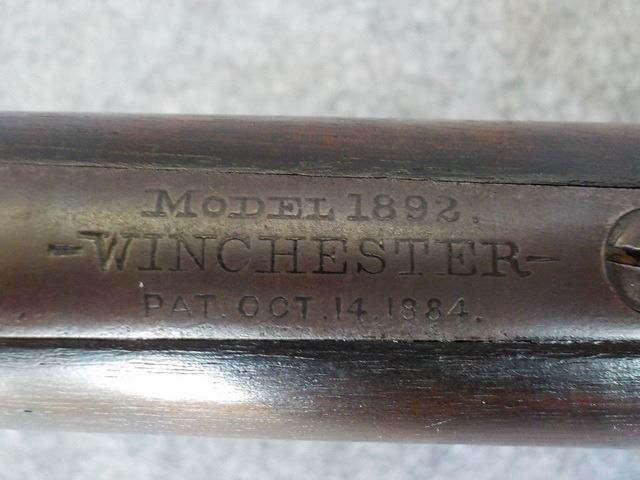 MODEL 1892.
-WINCHESTER-
PAT. OCT. 14. 1884.